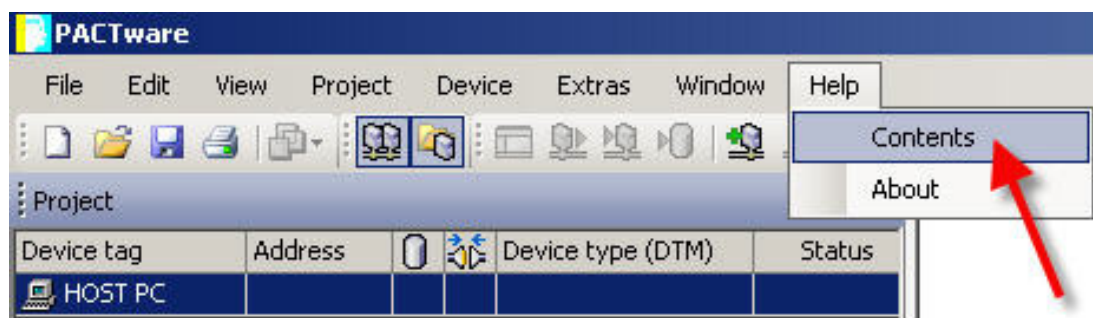 PACTware
File Edit View Project Device Extras Window Help
Contents
About
Project
Device tag Address Device type (DTM) Status
HOST PC